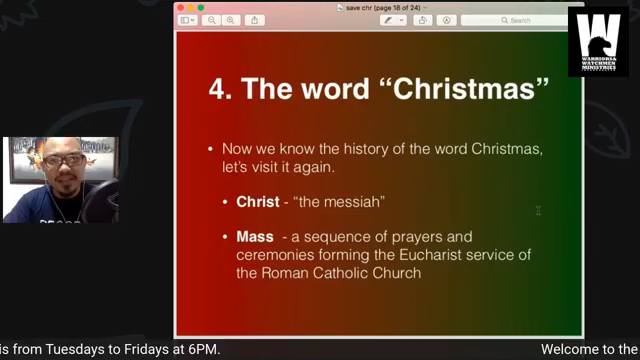 save chr (page 18 of 24)
Search
WARRIORS &
WATCHMEN
MINISTRIES
4. The word “Christmas”
• Now we know the history of the word Christmas,
let’s visit it again.
• Christ - “the messiah”
• Mass - a sequence of prayers and
ceremonies forming the Eucharist service of
the Roman Catholic Church
is from Tuesdays to Fridays at 6PM.
Welcome to the